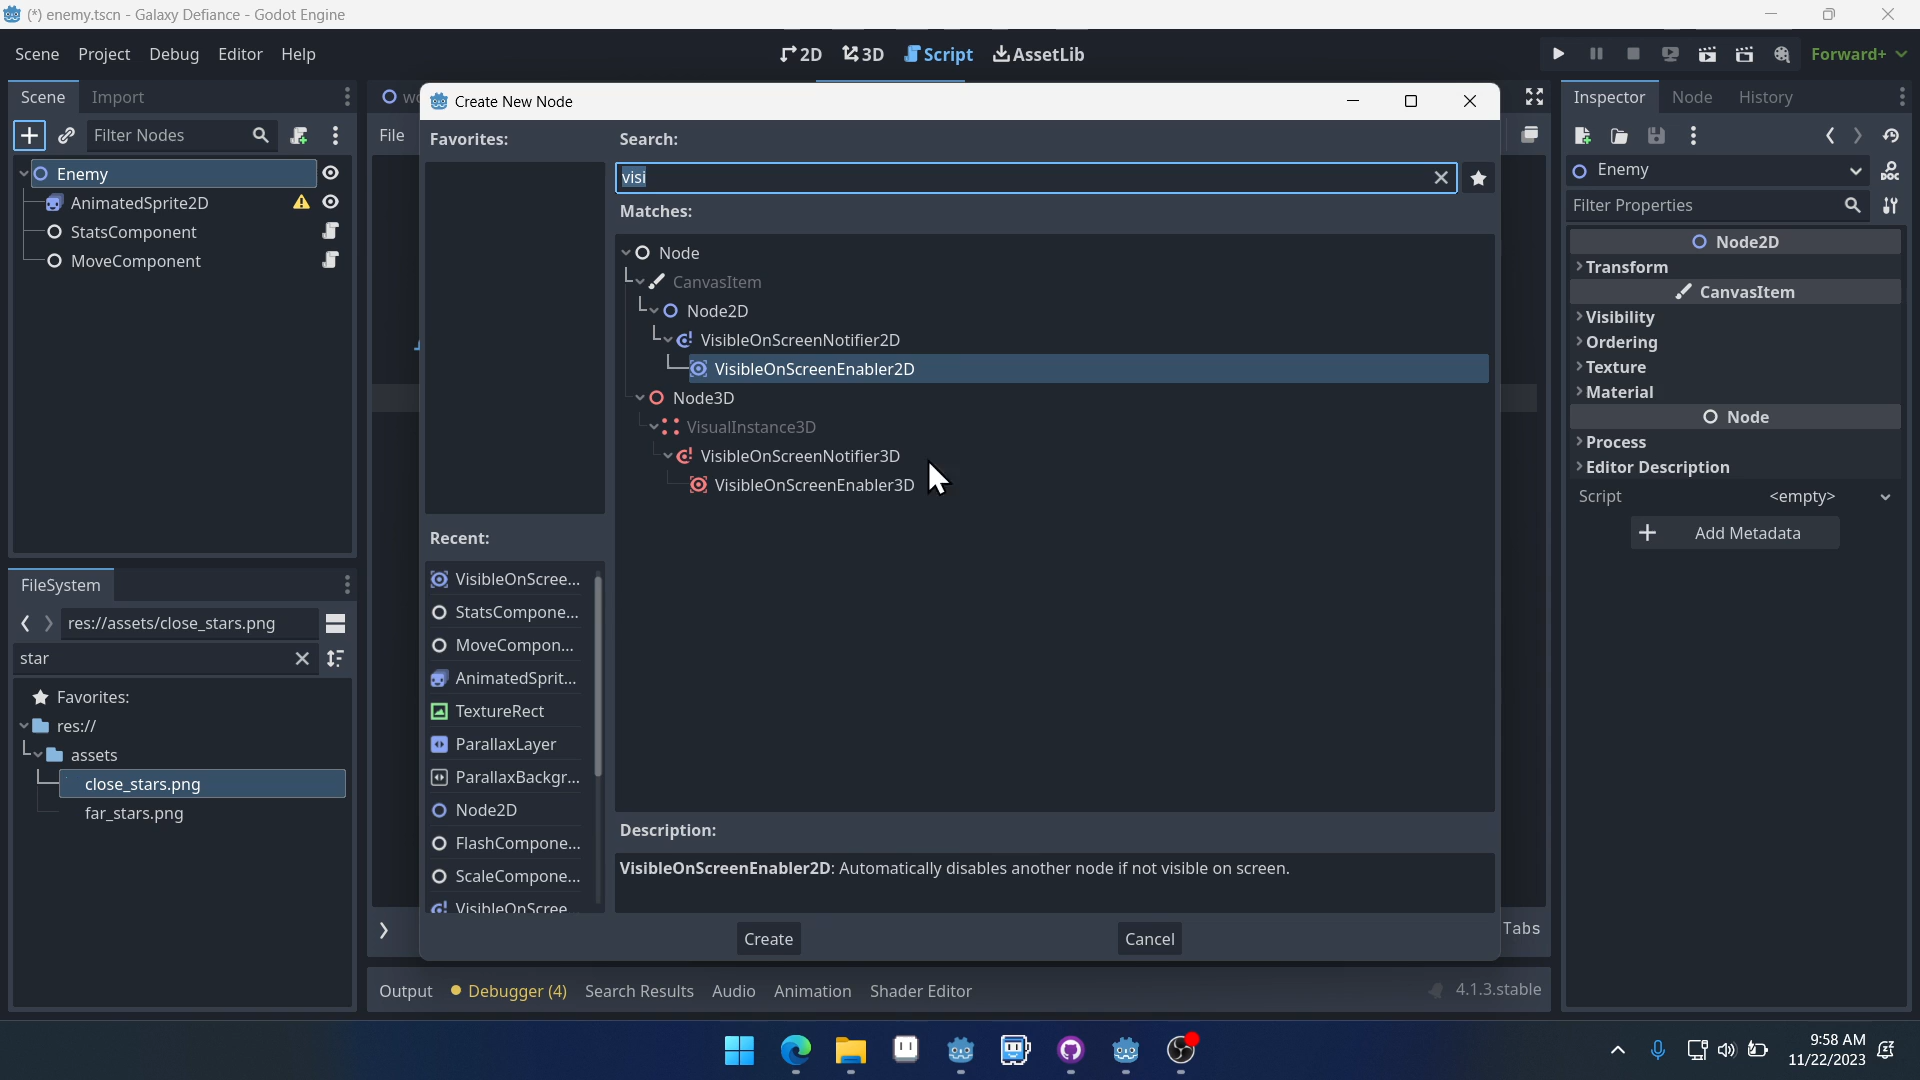 (*) enemy.tscn - Galaxy Defiance - Godot Engine
Scene Project Debug Editor Help
2D 3D Script AssetLib
Forward+
Scene Import
Filter Nodes
Enemy
AnimatedSprite2D
StatsComponent
MoveComponent
FileSystem
res://assets/close_stars.png
star
Favorites:
res://
assets
close_stars.png
far_stars.png
File
Create New Node
Favorites:
Recent:
VisibleOnScree...
StatsCompone...
MoveCompon...
AnimatedSprit...
TextureRect
ParallaxLayer
ParallaxBackgr...
Node2D
FlashCompone...
ScaleCompone...
VisibleOnScree...
Search:
visi
Matches:
Node
CanvasItem
Node2D
VisibleOnScreenNotifier2D
VisibleOnScreenEnabler2D
Node3D
VisualInstance3D
VisibleOnScreenNotifier3D
VisibleOnScreenEnabler3D
Description:
VisibleOnScreenEnabler2D: Automatically disables another node if not visible on screen.
Create Cancel
Tabs
Output Debugger (4) Search Results Audio Animation Shader Editor
4.1.3.stable
Inspector Node History
Enemy
DOC
Filter Properties
Node2D
Transform
CanvasItem
Visibility
Ordering
Texture
Material
Node
Process
Editor Description
Script <empty>
Add Metadata
9:58 AM
11/22/2023